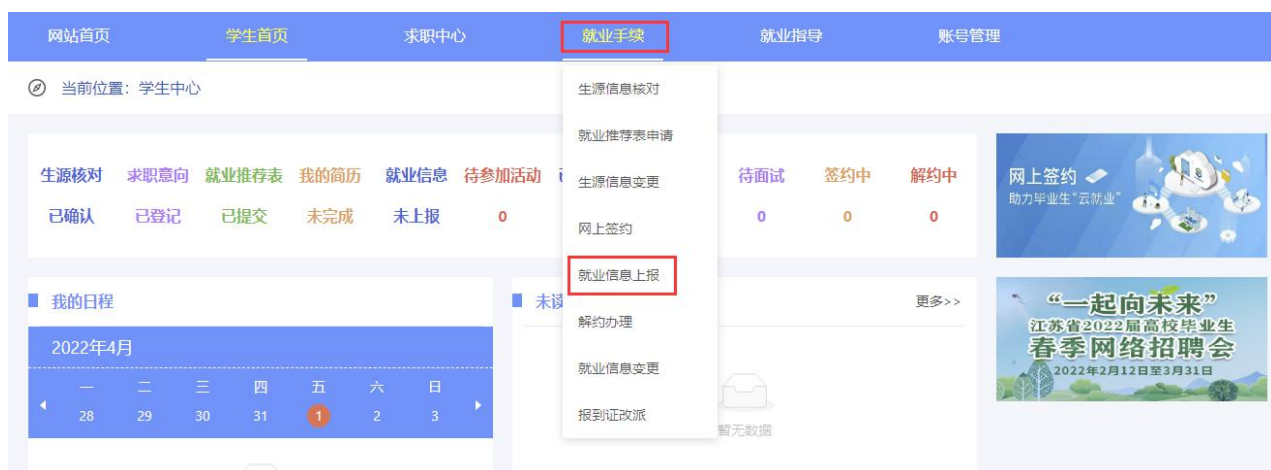 网站首页 学生首页 求职中心 就业手续 就业指导 账号管理
当前位置：学生中心
生源信息核对
就业推荐表申请
生源信息变更
网上签约
就业信息上报
解约办理
就业信息变更
报到证改派
生源核对 求职意向 就业推荐表 我的简历 就业信息 待参加活动 待面试 签约中 解约中
已确认 已登记 已提交 未完成 未上报 0 0 0 0
网上签约
助力毕业生“云就业”
我的日程
未读
更多>>
2022年4月
一 二 三 四 五 六 日
28 29 30 31 1 2 3
暂无数据
“一起向未来”
江苏省2022届高校毕业生
春季网络招聘会
2022年2月12日至3月31日